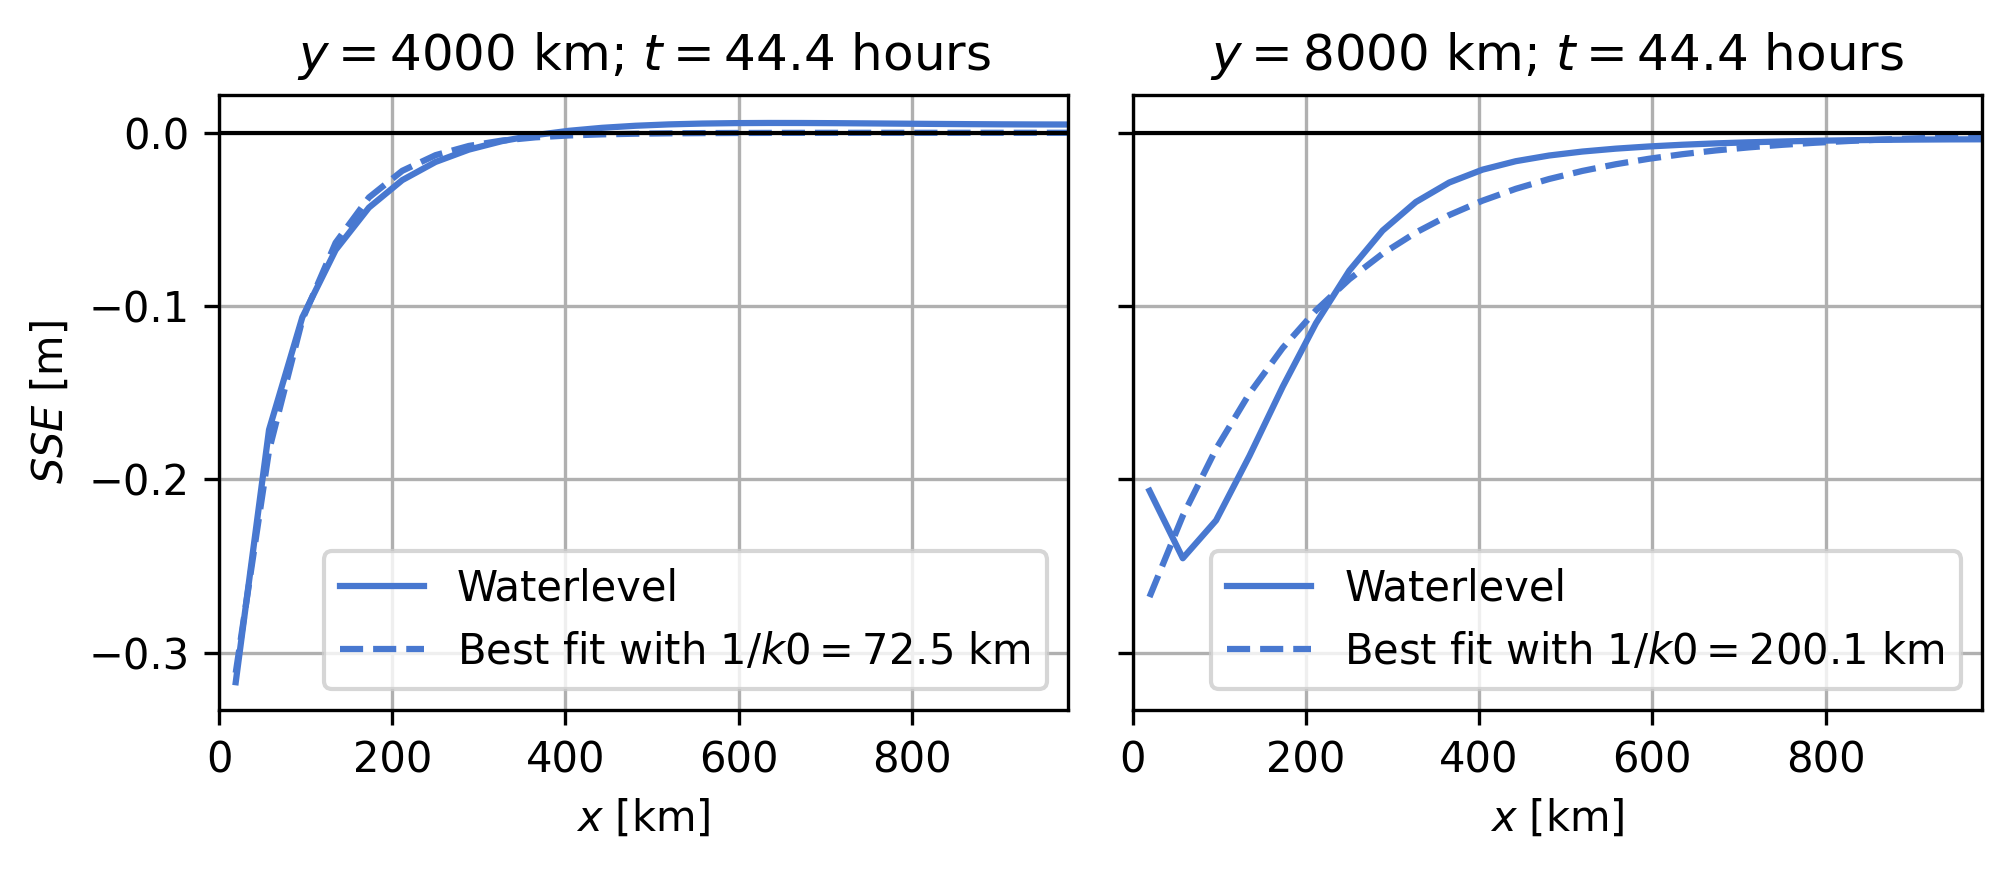 y = 4000 km; t = 44.4 hours
y = 8000 km; t = 44.4 hours
SSE [m]
0.0
−0.1
−0.2
−0.3
Waterlevel
Best fit with 1/k0 = 72.5 km
Waterlevel
Best fit with 1/k0 = 200.1 km
0 200 400 600 800
0 200 400 600 800
x [km]
x [km]